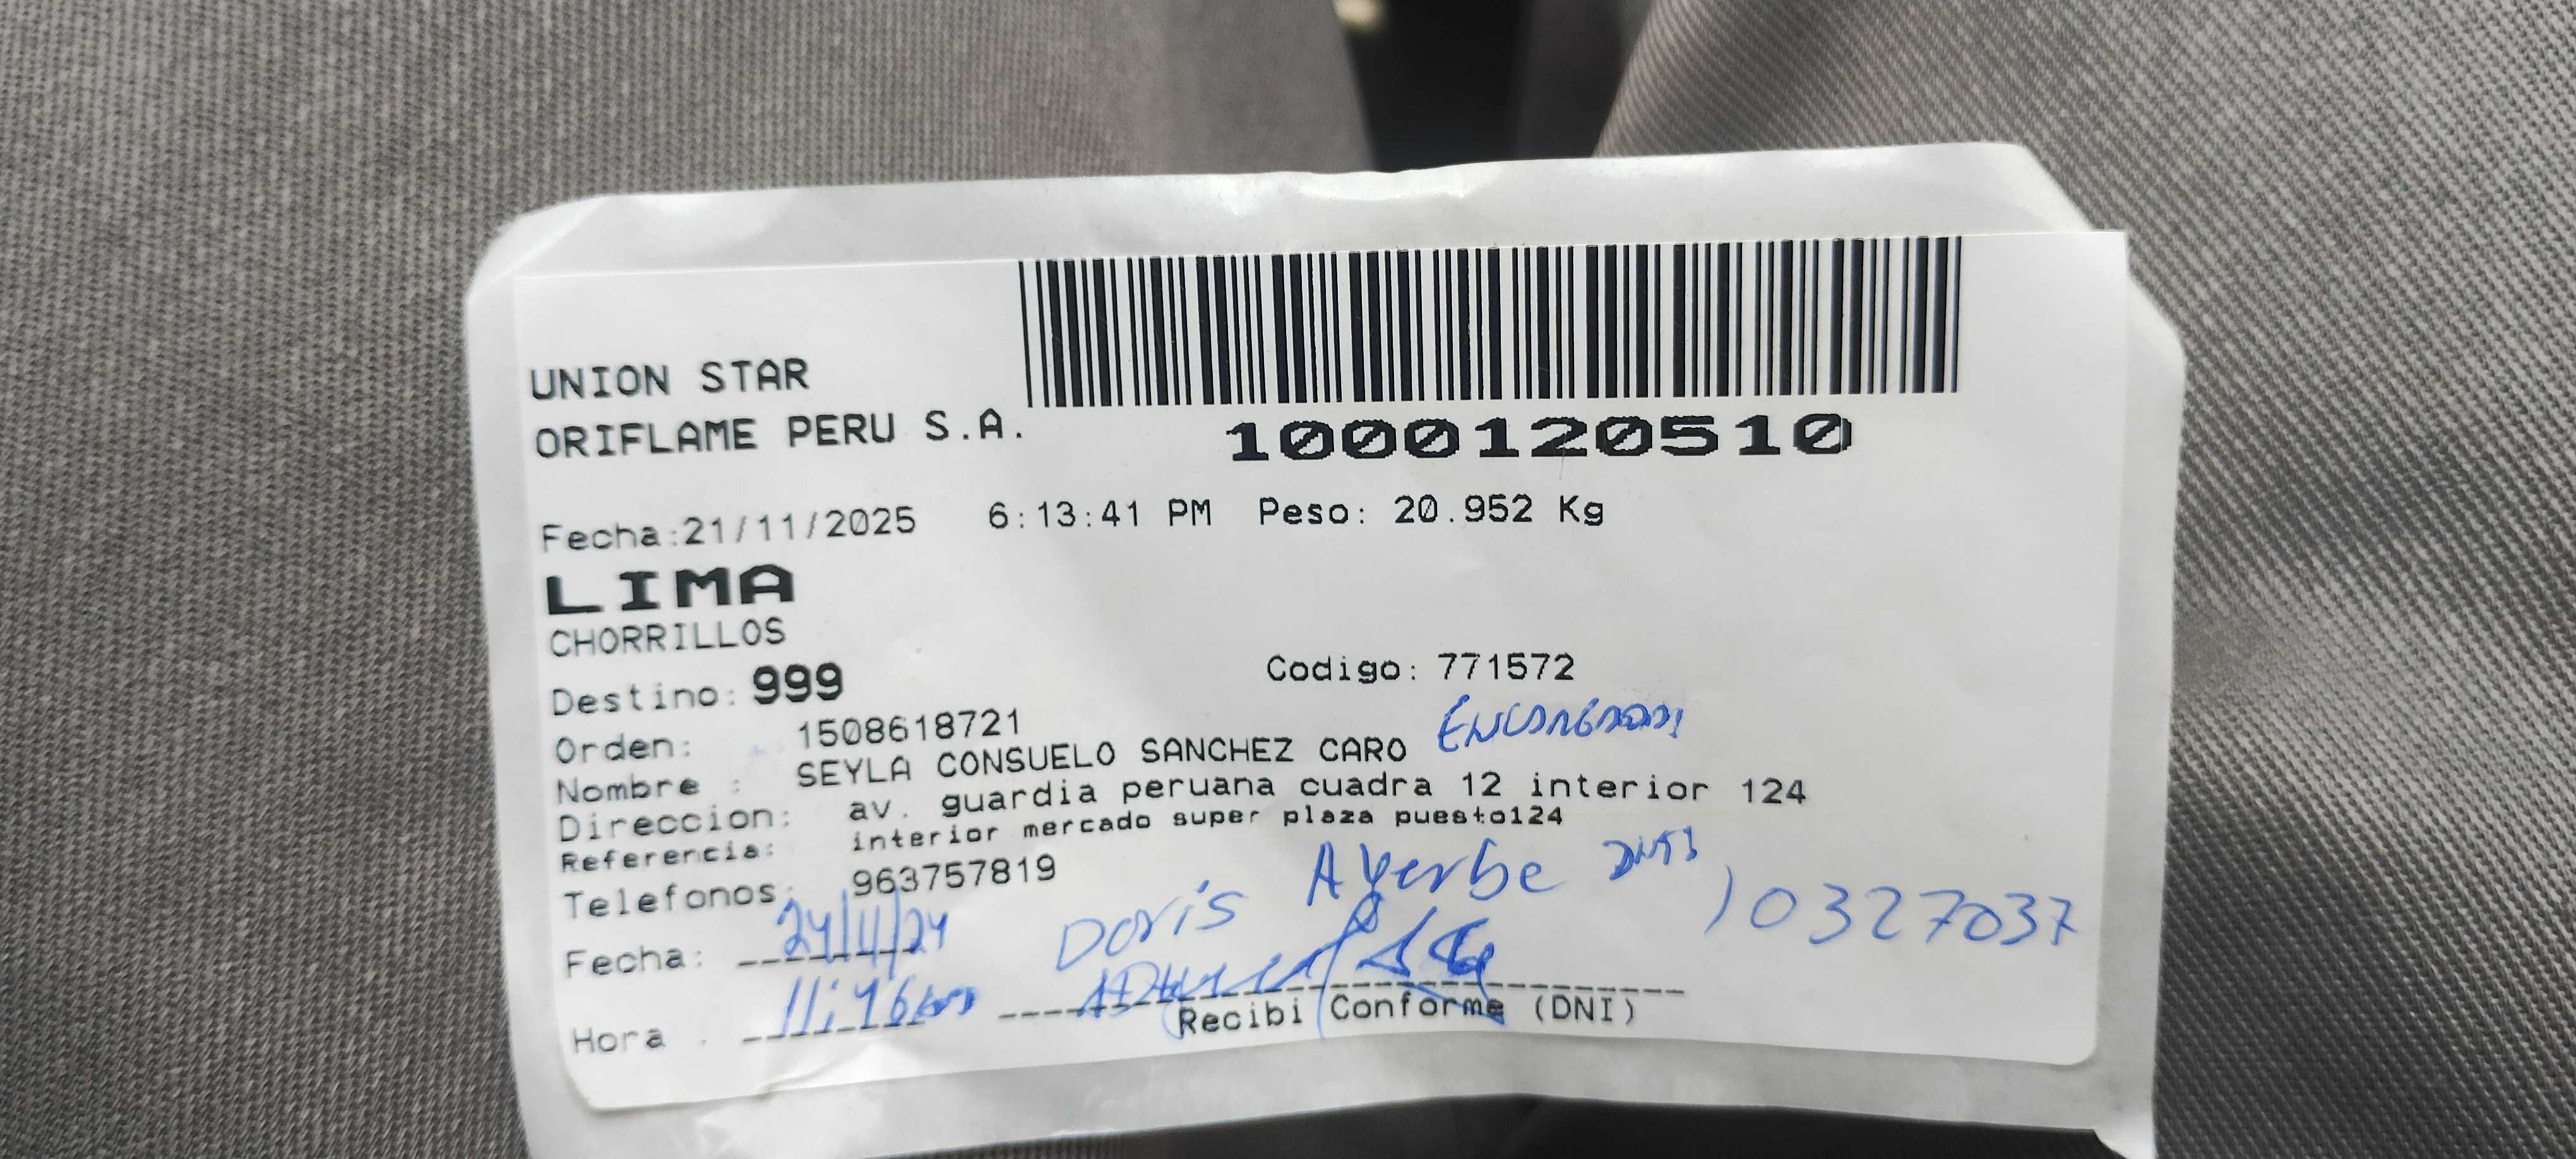 UNION STAR
ORIFLAME PERU S.A.
1000120510
Fecha:21/11/2025 6:13:41 PM Peso: 20.952 Kg
LIMA
CHORRILLOS
Destino: 999 Codigo: 771572
Orden: 1508618721
Nombre : SEYLA CONSUELO SANCHEZ CARO
Direccion: av. guardia peruana cuadra 12 interior 124
Referencia: interior mercado super plaza puesto124
Telefonos: 963757819
Doris Ayerbe 10327037
Fecha: 24/11/24
Hora : 11:46
Recibi Conforme (DNI)